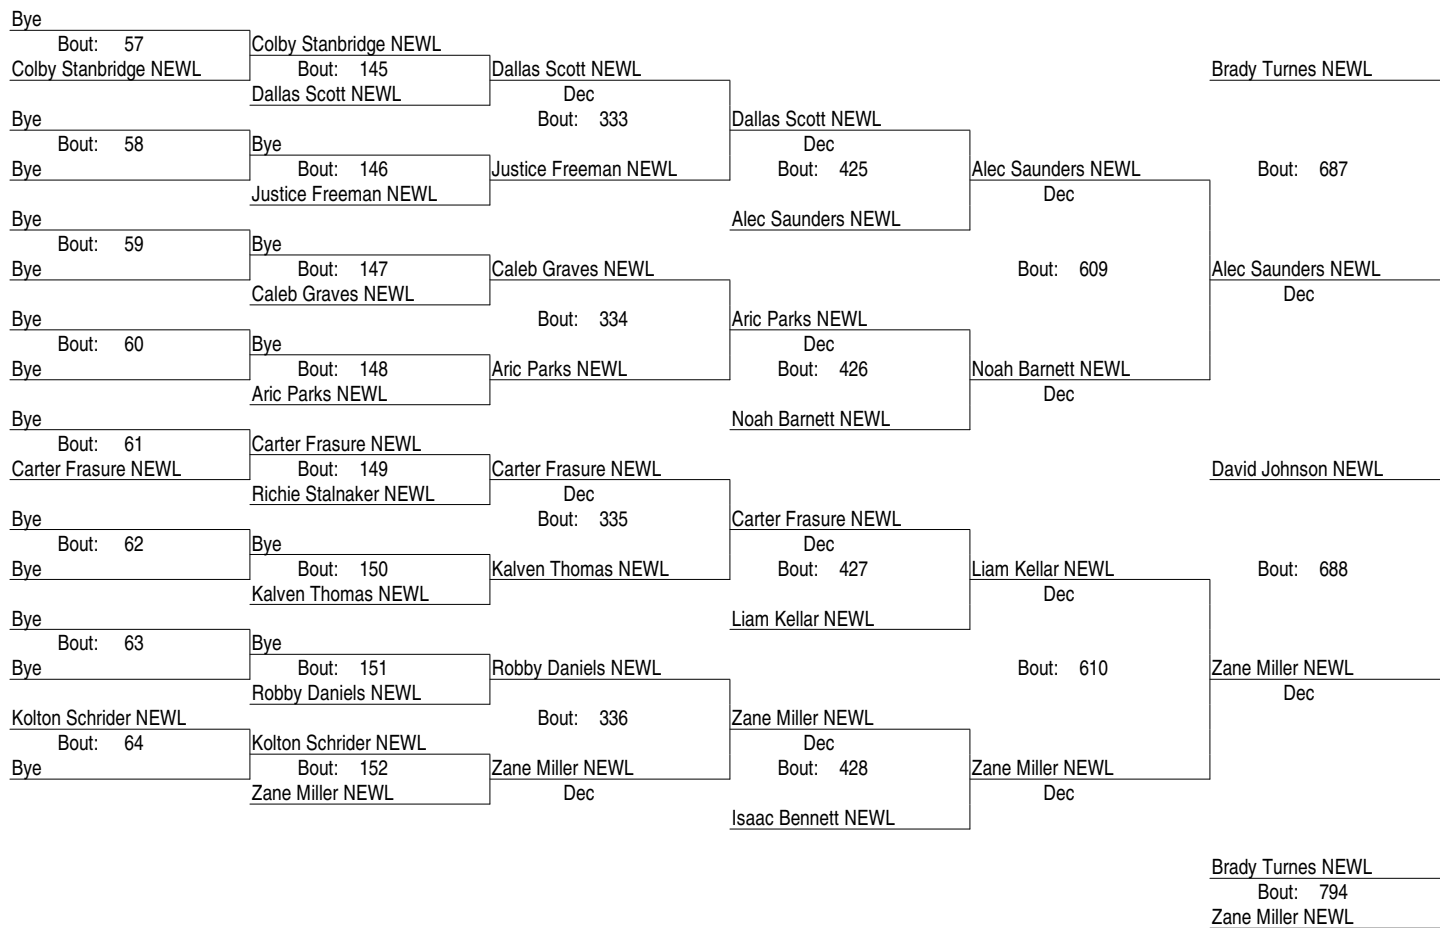 Bye
Bout: 57 Colby Stanbridge NEWL
Colby Stanbridge NEWL Bout: 145 Dallas Scott NEWL Brady Turnes NEWL
Dallas Scott NEWL Dec
Bye Bout: 333 Dallas Scott NEWL
Bout: 58 Bye Dec
Bye Bout: 146 Justice Freeman NEWL Bout: 425 Alec Saunders NEWL Bout: 687
Justice Freeman NEWL Dec
Bye Alec Saunders NEWL
Bout: 59 Bye
Bye Bout: 147 Caleb Graves NEWL Bout: 609 Alec Saunders NEWL
Caleb Graves NEWL Dec
Bye Bout: 334 Aric Parks NEWL
Bout: 60 Bye Dec
Bye Bout: 148 Aric Parks NEWL Bout: 426 Noah Barnett NEWL
Aric Parks NEWL Dec
Bye Noah Barnett NEWL
Bout: 61 Carter Frasure NEWL
Carter Frasure NEWL Bout: 149 Carter Frasure NEWL David Johnson NEWL
Richie Stalnaker NEWL Dec
Bye Bout: 335 Carter Frasure NEWL
Bout: 62 Bye Dec
Bye Bout: 150 Kalven Thomas NEWL Bout: 427 Liam Kellar NEWL Bout: 688
Kalven Thomas NEWL Dec
Bye Liam Kellar NEWL
Bout: 63 Bye
Bye Bout: 151 Robby Daniels NEWL Bout: 610 Zane Miller NEWL
Robby Daniels NEWL Dec
Kolton Schrider NEWL Bout: 336 Zane Miller NEWL
Bout: 64 Kolton Schrider NEWL Dec
Bye Bout: 152 Zane Miller NEWL Bout: 428 Zane Miller NEWL
Zane Miller NEWL Dec Dec
Isaac Bennett NEWL
Brady Turnes NEWL
Bout: 794
Zane Miller NEWL